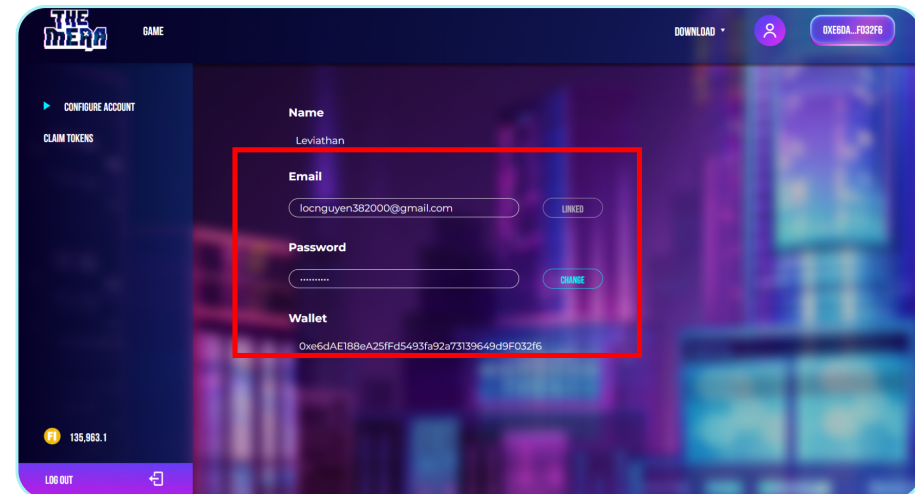 THE
MERA
GAME
DOWNLOAD
0XE6DA...F032F6
CONFIGURE ACCOUNT
CLAIM TOKENS
Name
Leviathan
Email
locnguyen382000@gmail.com
LINKED
Password
..........
CHANGE
Wallet
0xe6dAE188eA25fFd5493fa92a73139649d9F032f6
FI 135,963.1
LOG OUT